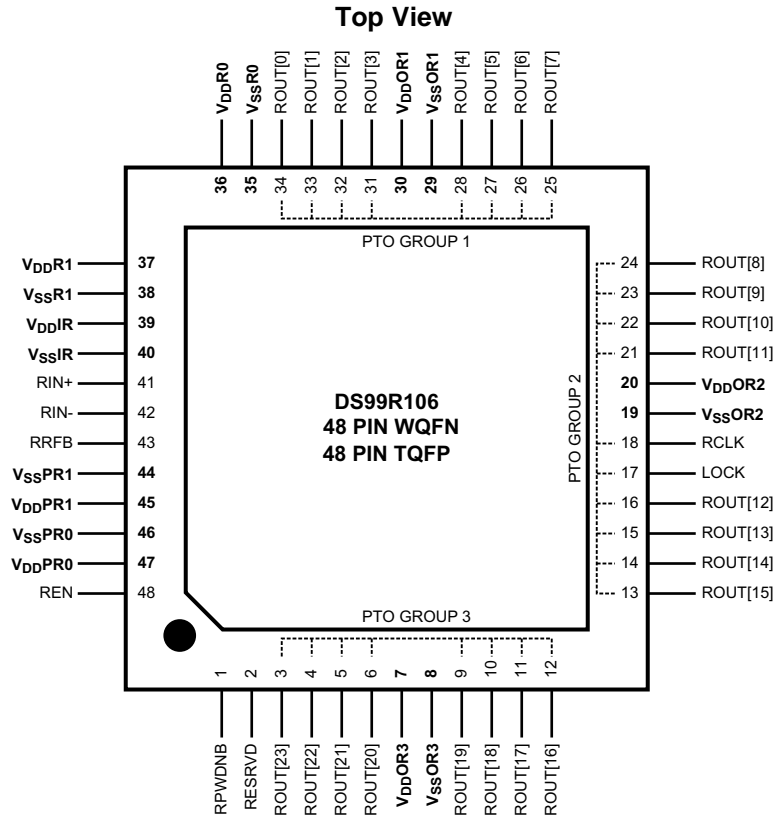 Top View
VDDR0
VSSR0
ROUT[0]
ROUT[1]
ROUT[2]
ROUT[3]
VDDOR1
VSSOR1
ROUT[4]
ROUT[5]
ROUT[6]
ROUT[7]
36
35
34
33
32
31
30
29
28
27
26
25
PTO GROUP 1
VDDR1 37
VSSR1 38
VDDIR 39
VSSIR 40
RIN+ 41
RIN- 42
RRFB 43
VSSPR1 44
VDDPR1 45
VSSPR0 46
VDDPR0 47
REN 48
DS99R106
48 PIN WQFN
48 PIN TQFP
PTO GROUP 2
24 ROUT[8]
23 ROUT[9]
22 ROUT[10]
21 ROUT[11]
20 VDDOR2
19 VSSOR2
18 RCLK
17 LOCK
16 ROUT[12]
15 ROUT[13]
14 ROUT[14]
13 ROUT[15]
PTO GROUP 3
1
2
3
4
5
6
7
8
9
10
11
12
RPWDNB
RESRVD
ROUT[23]
ROUT[22]
ROUT[21]
ROUT[20]
VDDOR3
VSSOR3
ROUT[19]
ROUT[18]
ROUT[17]
ROUT[16]